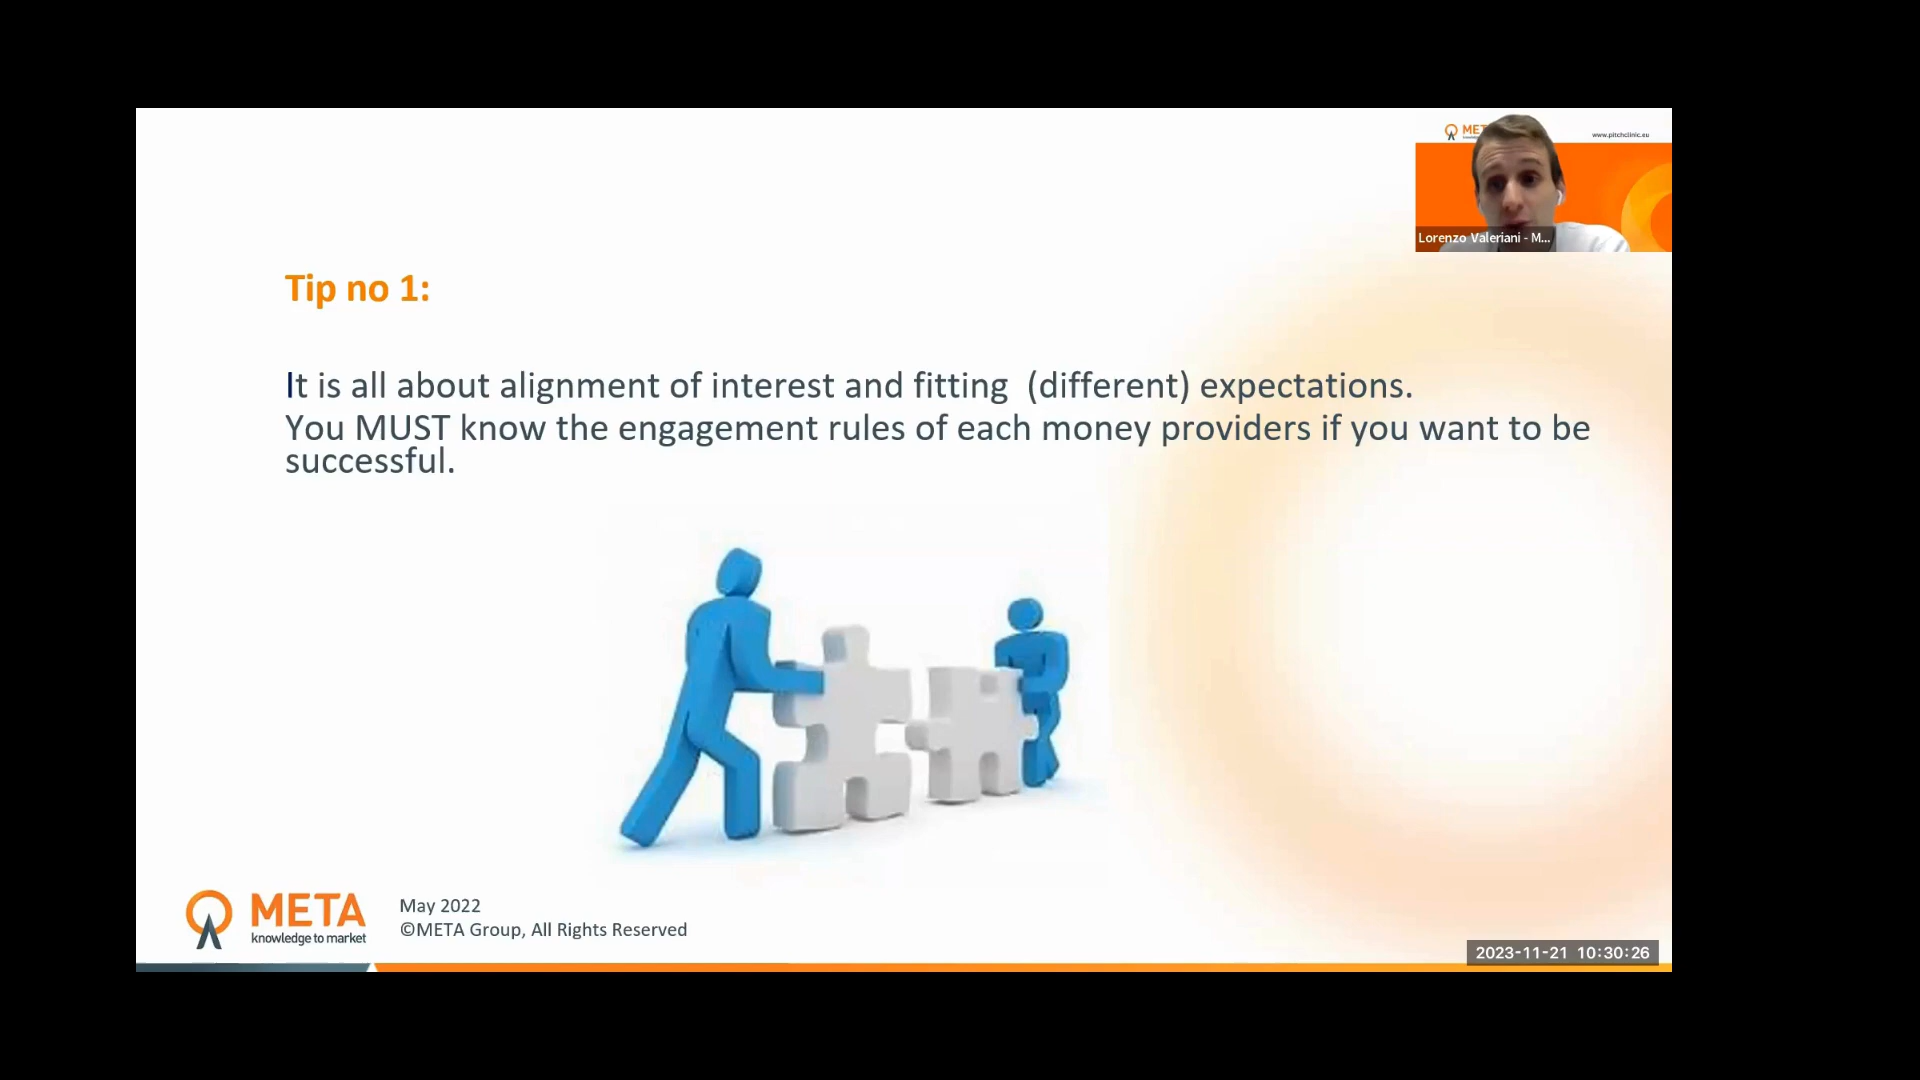 MET
www.pitchclinic.eu
Lorenzo Valeriani - M...
Tip no 1:
It is all about alignment of interest and fitting  (different) expectations.
You MUST know the engagement rules of each money providers if you want to be
successful.
META
knowledge to market
May 2022
©META Group, All Rights Reserved
2023-11-21 10:30:26